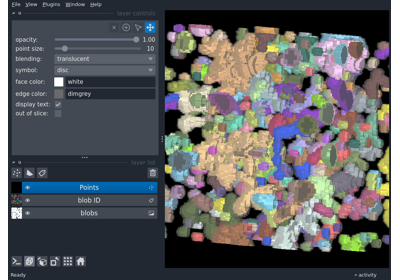 File View Plugins Window Help
layer controls
opacity: 1.00
point size: 10
blending: translucent
symbol: disc
face color: white
edge color: dimgrey
display text:
out of slice:
layer list
Points
blob ID
blobs
activity